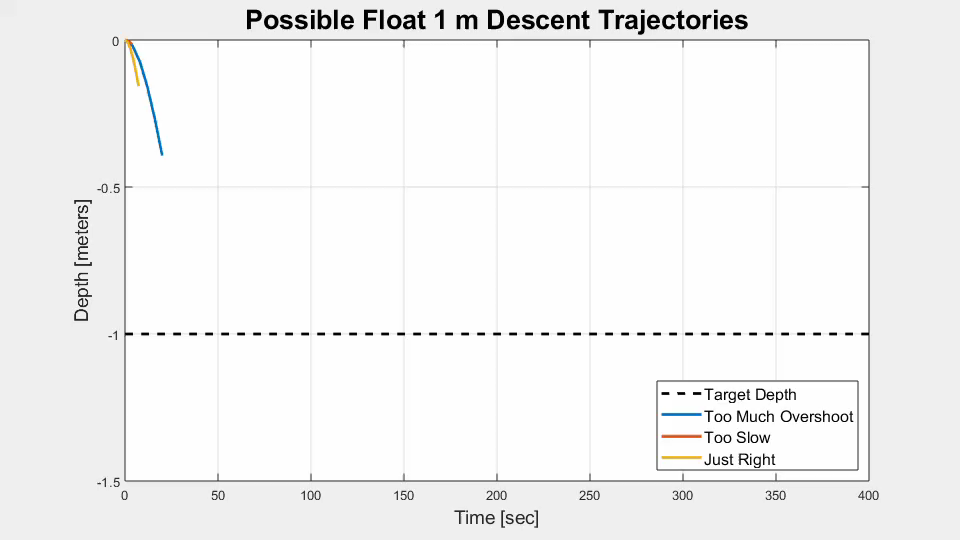 Possible Float 1 m Descent Trajectories
0
-0.5
-1
-1.5
Depth [meters]
0 50 100 150 200 250 300 350 400
Time [sec]
Target Depth
Too Much Overshoot
Too Slow
Just Right